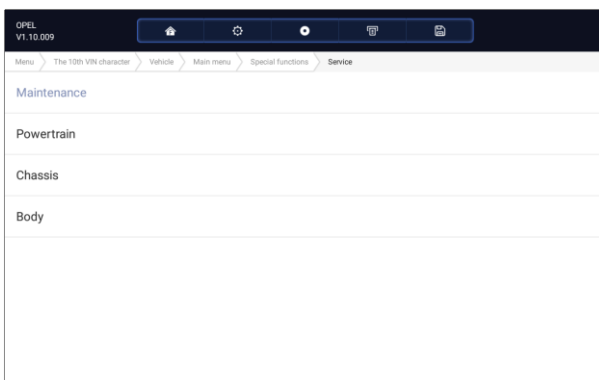 OPEL
V1.10.009
Menu The 10th VIN character Vehicle Main menu Special functions Service
Maintenance
Powertrain
Chassis
Body